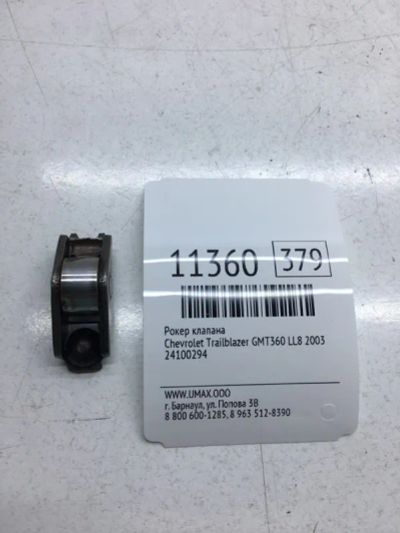 11360 379
Рокер клапана
Chevrolet Trailblazer GMT360 LL8 2003
24100294
WWW.UMAX.OOO
г. Барнаул, ул. Попова 3В
8 800 600-1285, 8 963 512-8390